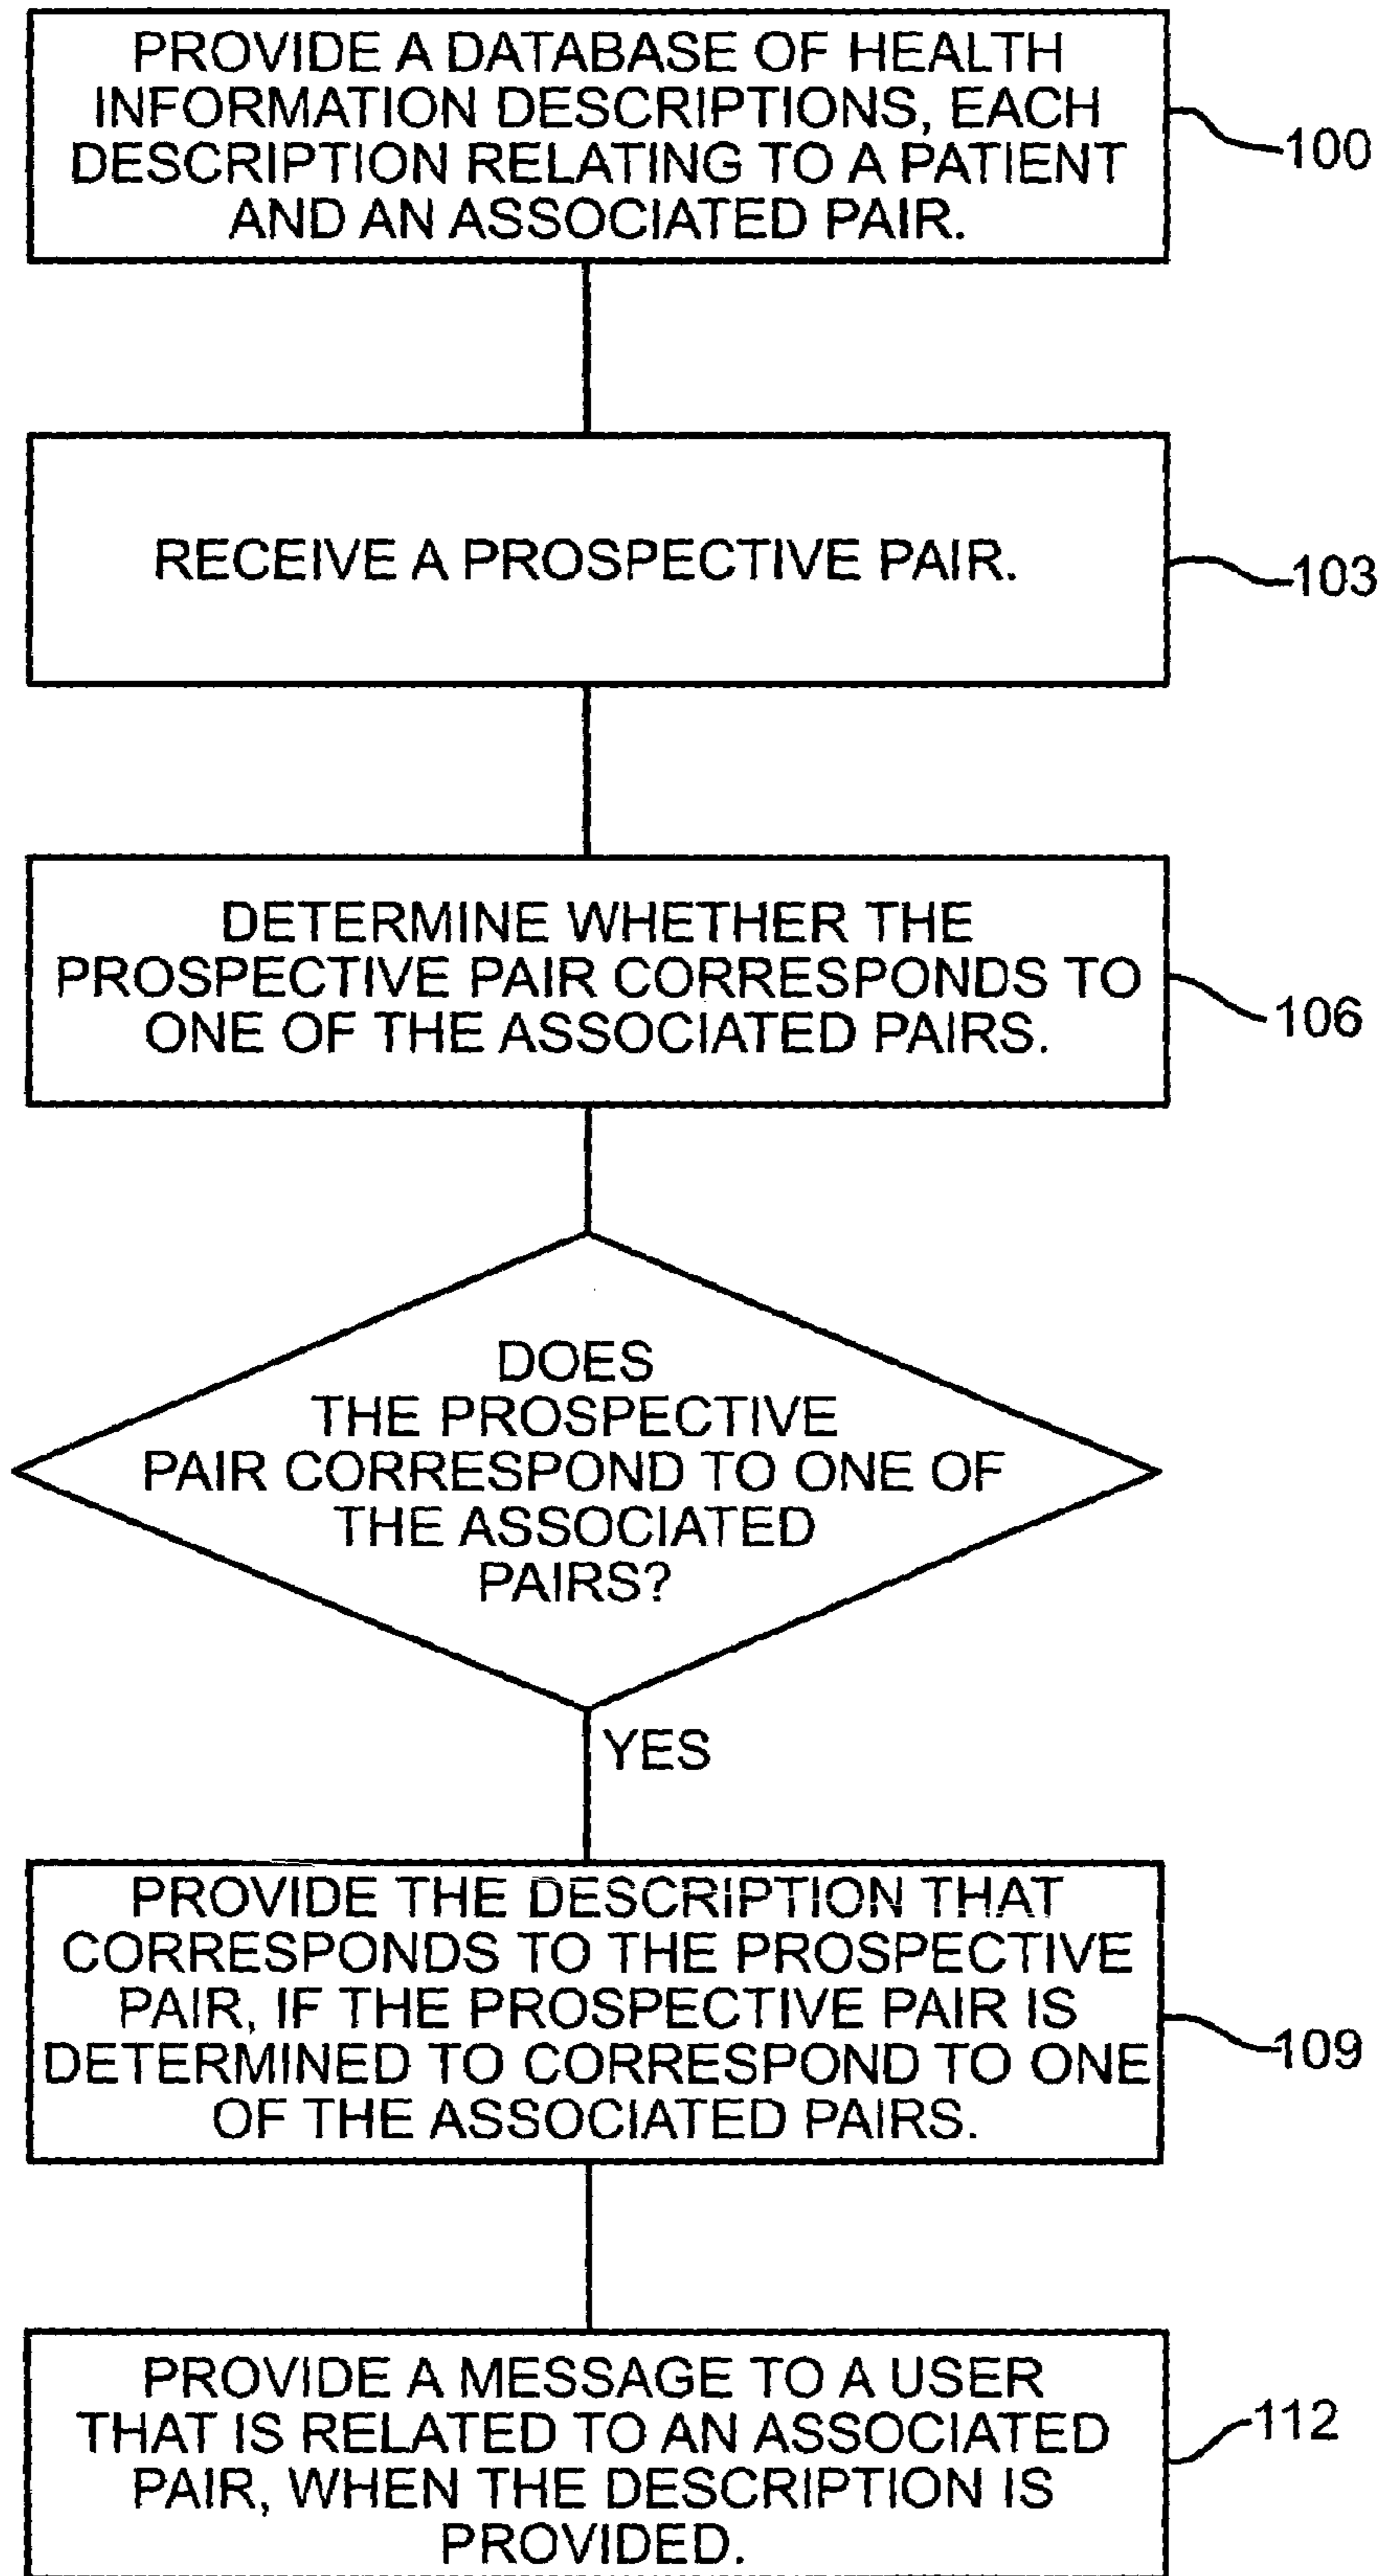 PROVIDE A DATABASE OF HEALTH
INFORMATION DESCRIPTIONS, EACH
DESCRIPTION RELATING TO A PATIENT
AND AN ASSOCIATED PAIR.
100
RECEIVE A PROSPECTIVE PAIR.
103
DETERMINE WHETHER THE
PROSPECTIVE PAIR CORRESPONDS TO
ONE OF THE ASSOCIATED PAIRS.
106
DOES
THE PROSPECTIVE
PAIR CORRESPOND TO ONE OF
THE ASSOCIATED
PAIRS?
YES
PROVIDE THE DESCRIPTION THAT
CORRESPONDS TO THE PROSPECTIVE
PAIR, IF THE PROSPECTIVE PAIR IS
DETERMINED TO CORRESPOND TO ONE
OF THE ASSOCIATED PAIRS.
109
PROVIDE A MESSAGE TO A USER
THAT IS RELATED TO AN ASSOCIATED
PAIR, WHEN THE DESCRIPTION IS
PROVIDED.
112